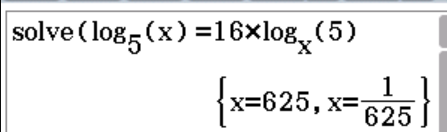 solve(log₅(x)=16×logₓ(5)
{x=625, x=1/625}